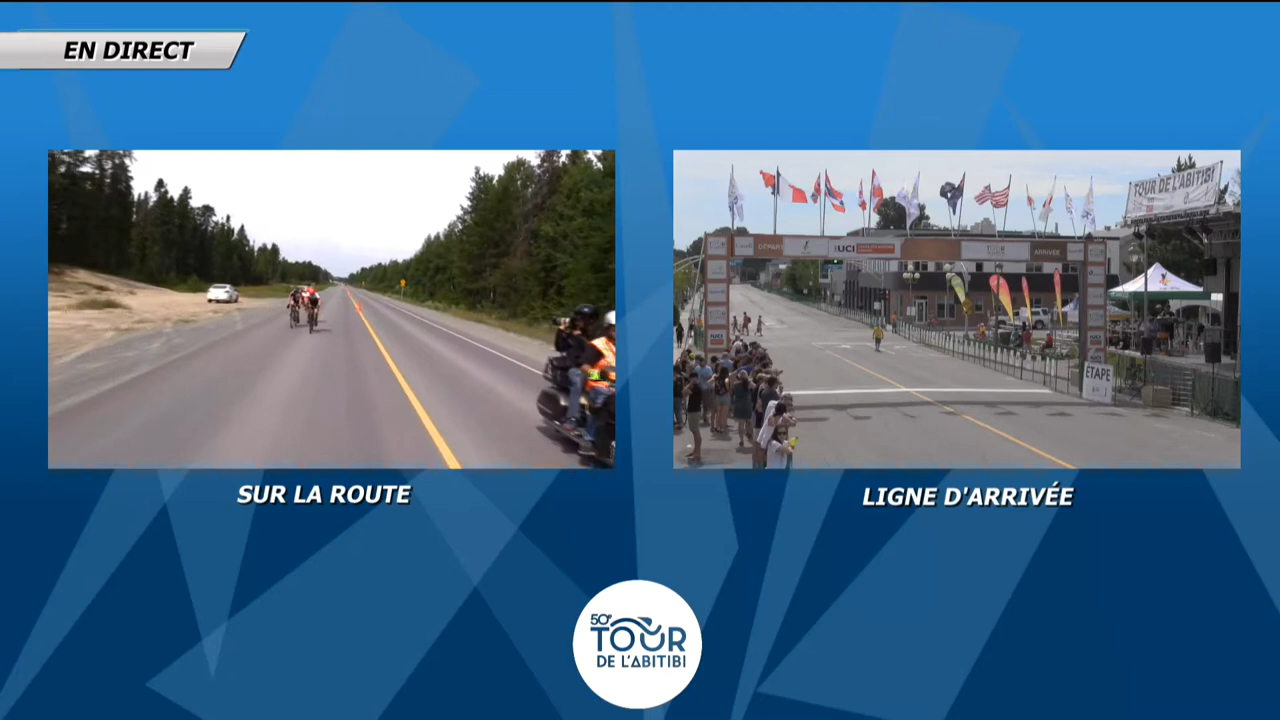 EN DIRECT
TOUR DE L'ABITIBI
DÉPART
UCI
ARRIVÉE
ÉTAPE
SUR LA ROUTE
LIGNE D'ARRIVÉE
50e
TOUR
DE L'ABITIBI